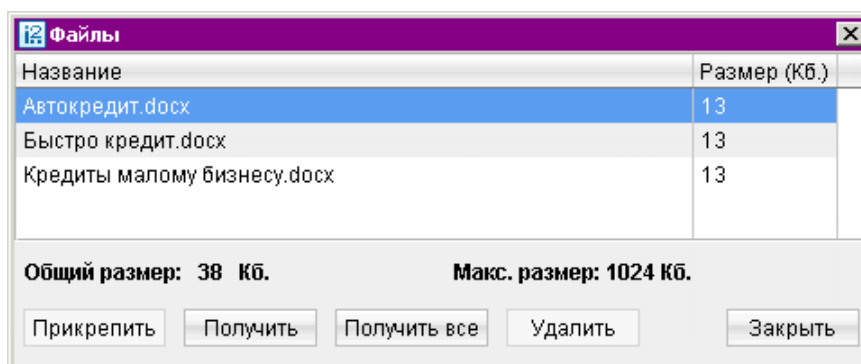 Файлы
Название Размер (Кб.)
Автокредит.docx 13
Быстро кредит.docx 13
Кредиты малому бизнесу.docx 13
Общий размер: 38 Кб. Макс. размер: 1024 Кб.
Прикрепить Получить Получить все Удалить Закрыть